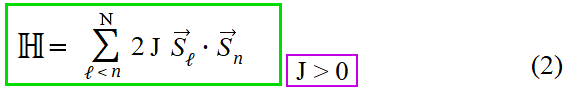 ℍ = ∑_{ℓ < n}^{N} 2 J S⃗_ℓ · S⃗_n
J > 0
(2)